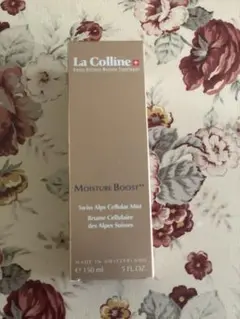 La Colline
Moisture Boost++
Swiss Alps Cellular Mist
Brume Cellulaire
des Alpes Suisses
MADE IN SWITZERLAND
e 150 ml 5 FL.OZ.